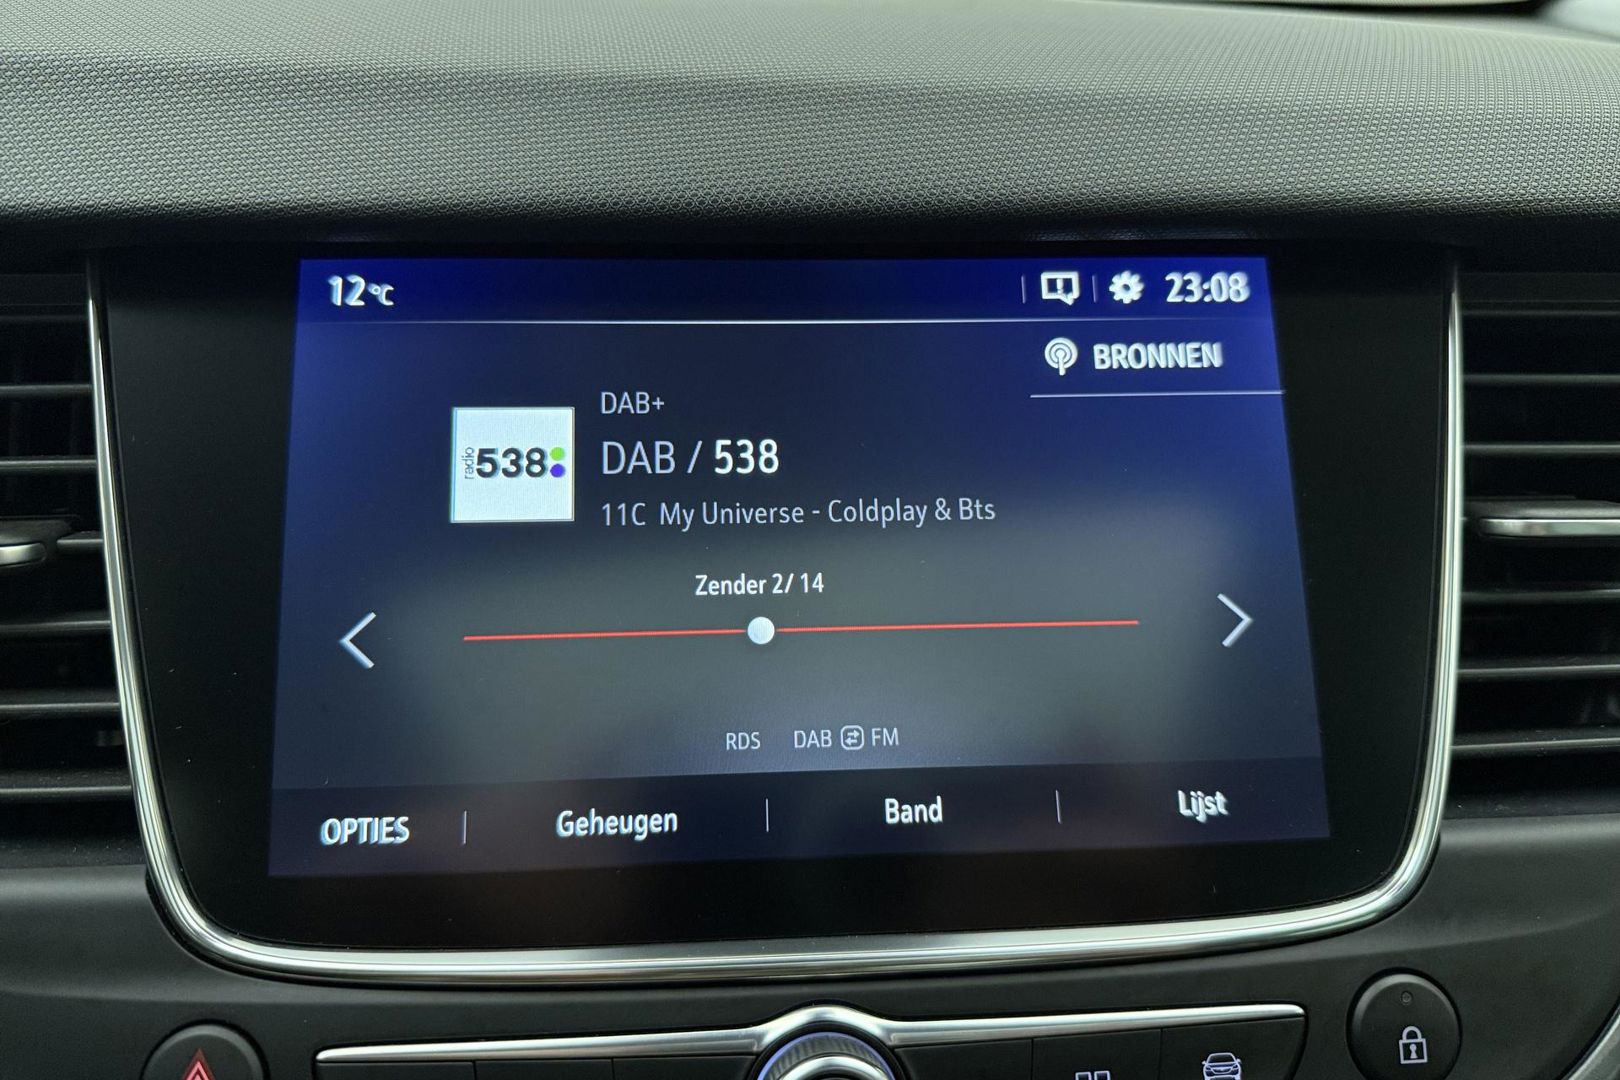 12°C
23:08
BRONNEN
DAB+
radio 538
DAB / 538
11C My Universe - Coldplay & Bts
Zender 2/ 14
RDS DAB FM
OPTIES Geheugen Band Lijst